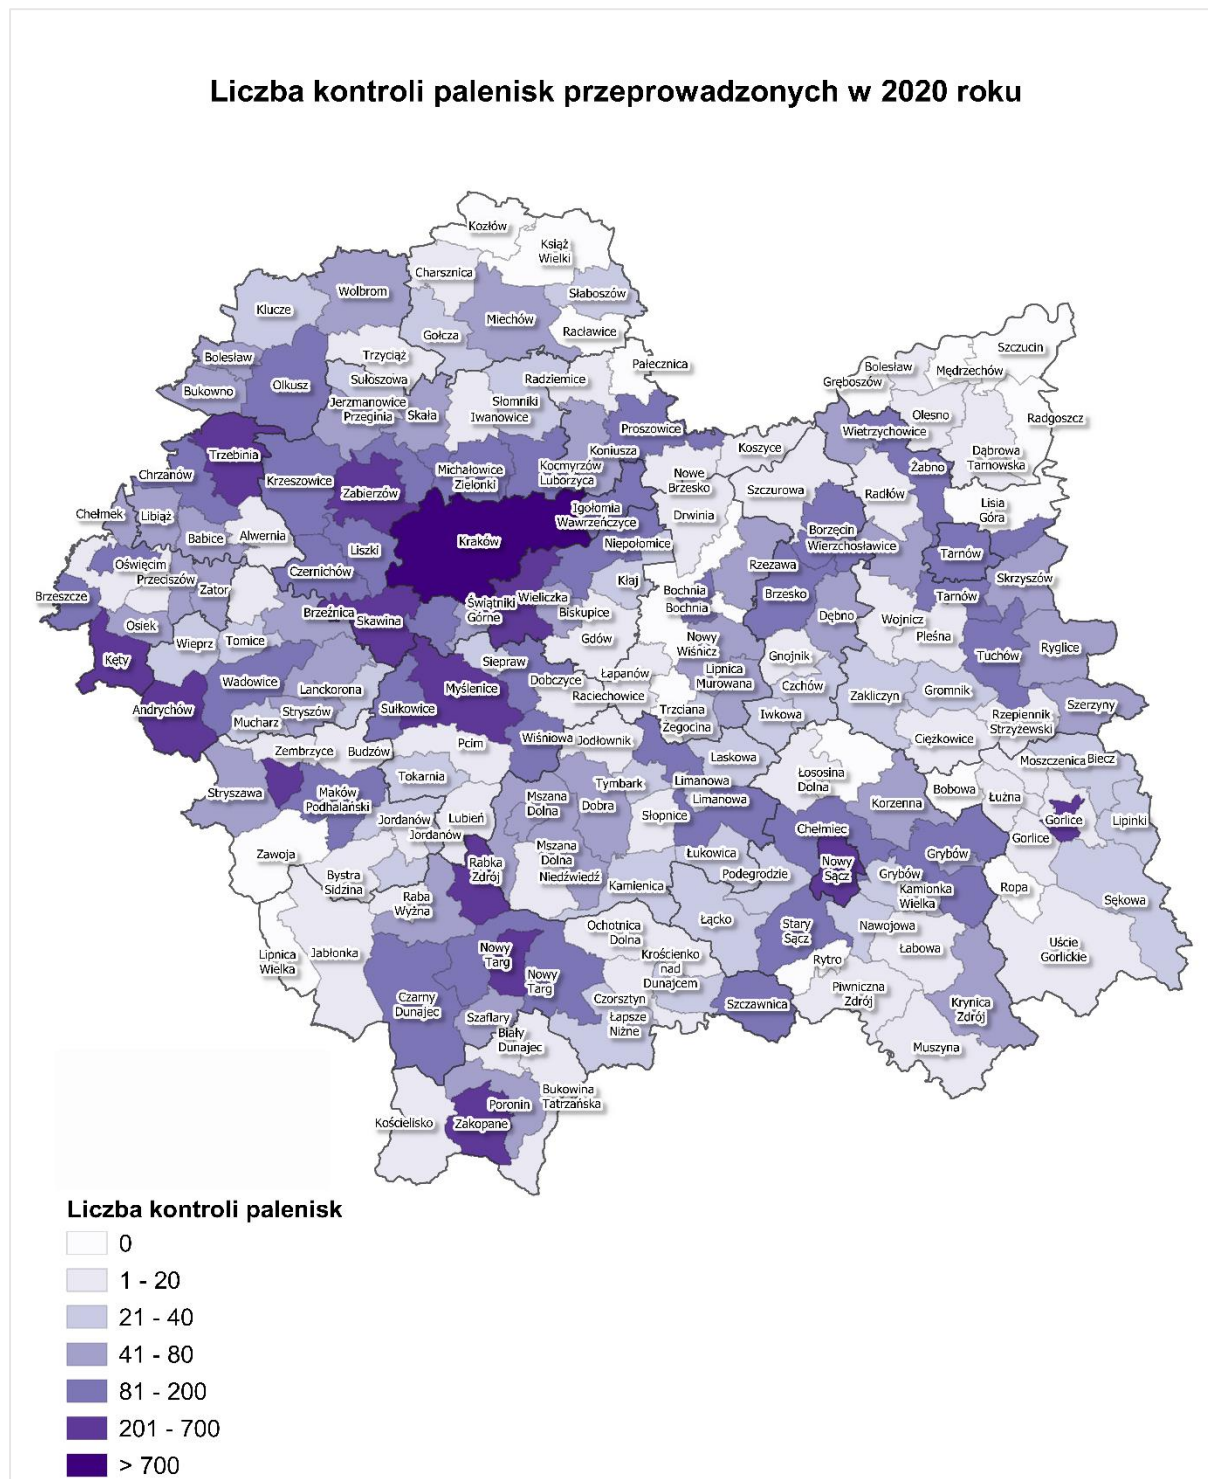 Liczba kontroli palenisk przeprowadzonych w 2020 roku
Kozłów
Książ
Wielki
Charsznica
Wolbrom
Słaboszów
Klucze
Miechów
Racławice
Gołcza
Szczucin
Bolesław
Trzyciąż
Pałecznica
Bolesław
Mędrzechów
Gręboszów
Bukowno
Olkusz
Sułoszowa
Radziemice
Jerzmanowice
Przeginia
Skała
Słomniki
Iwanowice
Olesno
Radgoszcz
Proszowice
Wietrzychowice
Koszyce
Dąbrowa
Tarnowska
Trzebinia
Koniusza
Żabno
Chrzanów
Krzeszowice
Michałowice
Zielonki
Kocmyrzów
Luborzyca
Nowe
Brzesko
Zabierzów
Szczurowa
Radłów
Chełmek
Libiąż
Igołomia
Wawrzeńczyce
Drwinia
Lisia
Góra
Babice
Alwernia
Kraków
Niepołomice
Borzęcin
Wierzchosławice
Liszki
Tarnów
Oświęcim
Przeciszów
Czernichów
Rzezawa
Skrzyszów
Kłaj
Brzeszcze
Zator
Bochnia
Bochnia
Brzesko
Tarnów
Brzeźnica
Skawina
Świątniki
Górne
Wieliczka
Biskupice
Dębno
Wojnicz
Pleśna
Osiek
Wieprz
Tomice
Gdów
Nowy
Wiśnicz
Ryglice
Kęty
Siepraw
Gnojnik
Tuchów
Wadowice
Lanckorona
Myślenice
Dobczyce
Łapanów
Raciechowice
Lipnica
Murowana
Czchów
Zakliczyn
Gromnik
Andrychów
Stryszów
Mucharz
Sułkowice
Trzciana
Żegocina
Iwkowa
Szerzyny
Rzepiennik
Strzyżewski
Zembrzyce
Budzów
Pcim
Wiśniowa
Jodłownik
Ciężkowice
Laskowa
Moszczenica
Biecz
Stryszawa
Maków
Podhalański
Tokarnia
Tymbark
Limanowa
Limanowa
Łososina
Dolna
Bobowa
Łużna
Mszana
Dolna
Dobra
Korzenna
Jordanów
Jordanów
Lubień
Słopnice
Chełmiec
Gorlice
Gorlice
Lipinki
Zawoja
Mszana
Dolna
Niedźwiedź
Łukowica
Podegrodzie
Nowy
Sącz
Grybów
Grybów
Kamionka
Wielka
Bystra
Sidzina
Rabka
Zdrój
Kamienica
Ropa
Sękowa
Raba
Wyżna
Łącko
Stary
Sącz
Nawojowa
Ochotnica
Dolna
Łabowa
Uście
Gorlickie
Lipnica
Wielka
Jabłonka
Nowy
Targ
Nowy
Targ
Krościenko
nad
Dunajcem
Rytro
Piwniczna
Zdrój
Czarny
Dunajec
Czorsztyn
Szczawnica
Krynica
Zdrój
Szaflary
Łapsze
Niżne
Biały
Dunajec
Muszyna
Bukowina
Tatrzańska
Poronin
Kościelisko
Zakopane
Liczba kontroli palenisk
0
1 - 20
21 - 40
41 - 80
81 - 200
201 - 700
> 700